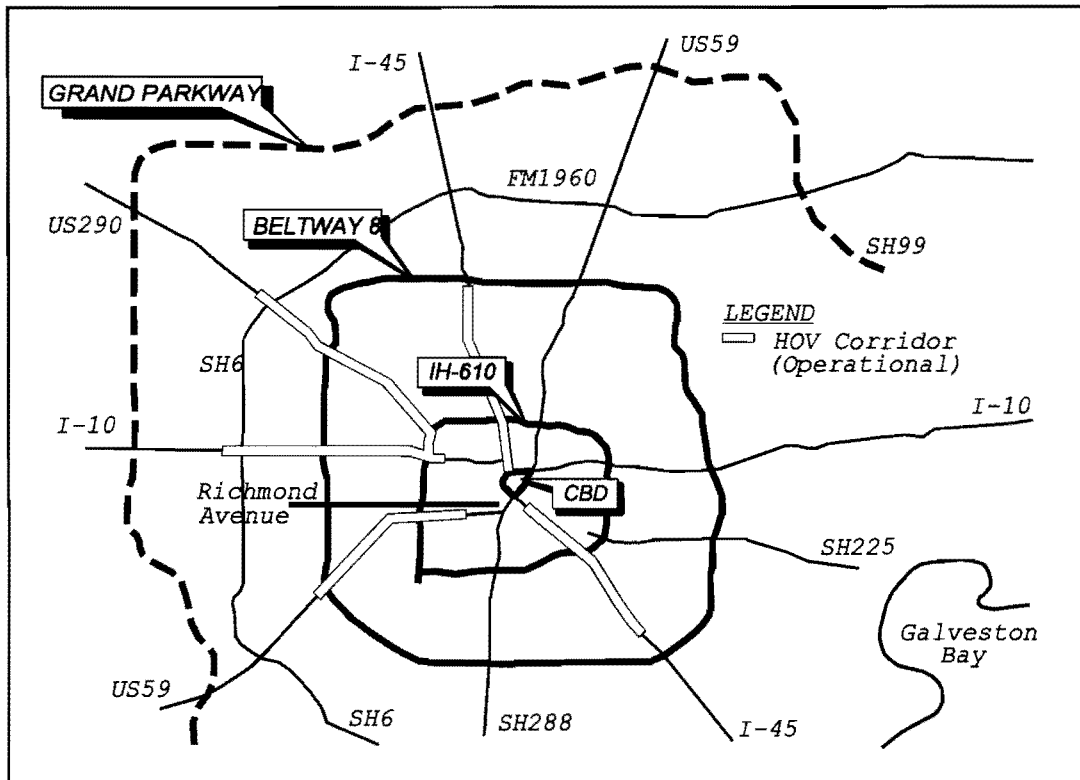 I-45
US59
GRAND PARKWAY
FM1960
US290
BELTWAY 8
SH99
LEGEND
HOV Corridor
(Operational)
SH6
IH-610
I-10
I-10
Richmond
Avenue
CBD
SH225
Galveston
Bay
US59
SH6
SH288
I-45